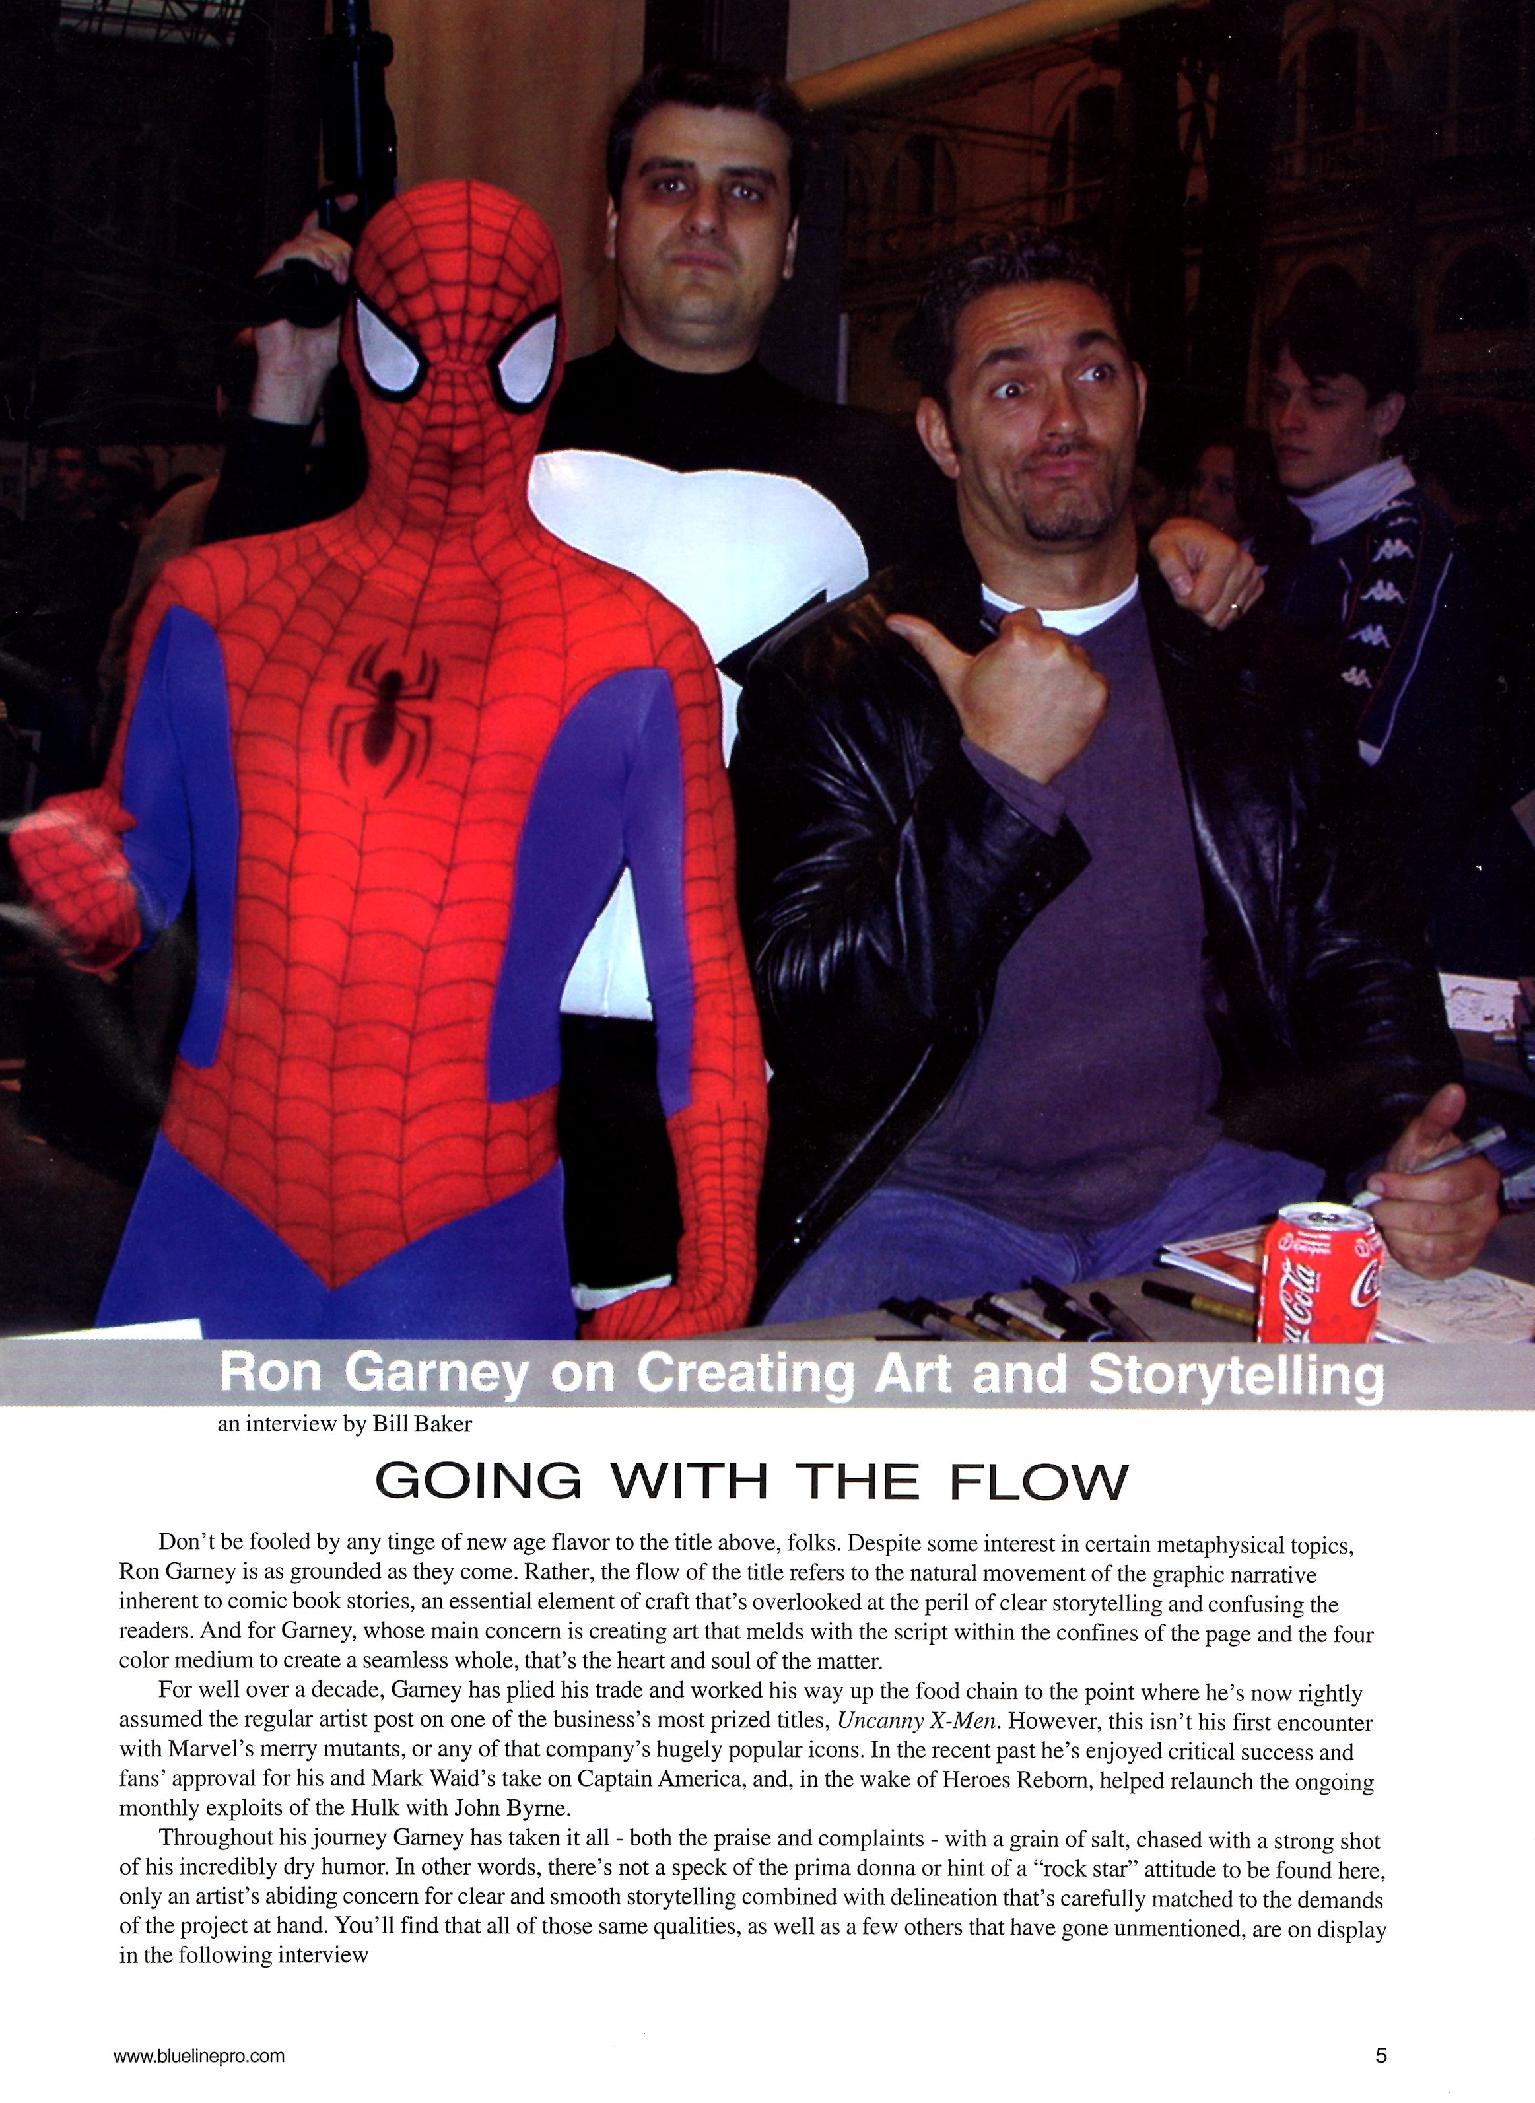 Coca-Cola
Ron Garney on Creating Art and Storytelling
an interview by Bill Baker
GOING WITH THE FLOW
Don't be fooled by any tinge of new age flavor to the title above, folks. Despite some interest in certain metaphysical topics,
Ron Garney is as grounded as they come. Rather, the flow of the title refers to the natural movement of the graphic narrative
inherent to comic book stories, an essential element of craft that's overlooked at the peril of clear storytelling and confusing the
readers. And for Garney, whose main concern is creating art that melds with the script within the confines of the page and the four
color medium to create a seamless whole, that's the heart and soul of the matter.
For well over a decade, Garney has plied his trade and worked his way up the food chain to the point where he's now rightly
assumed the regular artist post on one of the business's most prized titles, Uncanny X-Men. However, this isn't his first encounter
with Marvel's merry mutants, or any of that company's hugely popular icons. In the recent past he's enjoyed critical success and
fans' approval for his and Mark Waid's take on Captain America, and, in the wake of Heroes Reborn, helped relaunch the ongoing
monthly exploits of the Hulk with John Byrne.
Throughout his journey Garney has taken it all - both the praise and complaints - with a grain of salt, chased with a strong shot
of his incredibly dry humor. In other words, there's not a speck of the prima donna or hint of a “rock star” attitude to be found here,
only an artist's abiding concern for clear and smooth storytelling combined with delineation that's carefully matched to the demands
of the project at hand. You'll find that all of those same qualities, as well as a few others that have gone unmentioned, are on display
in the following interview
www.bluelinepro.com
5